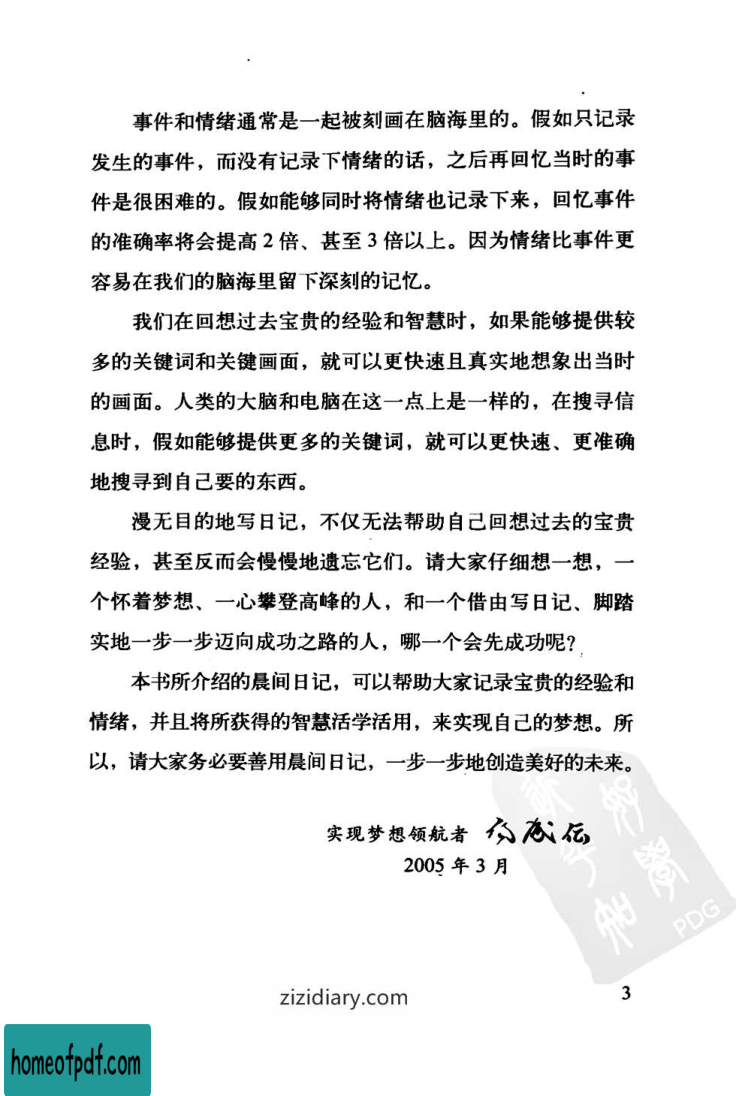 事件和情绪通常是一起被刻画在脑海里的。假如只记录
发生的事件，而没有记录下情绪的话，之后再回忆当时的事
件是很困难的。假如能够同时将情绪也记录下来，回忆事件
的准确率将会提高 2 倍、甚至 3 倍以上。因为情绪比事件更
容易在我们的脑海里留下深刻的记忆。
我们在回想过去宝贵的经验和智慧时，如果能够提供较
多的关键词和关键画面，就可以更快速且真实地想象出当时
的画面。人类的大脑和电脑在这一点上是一样的，在搜寻信
息时，假如能够提供更多的关键词，就可以更快速、更准确
地搜寻到自己要的东西。
漫无目的地写日记，不仅无法帮助自己回想过去的宝贵
经验，甚至反而会慢慢地遗忘它们。请大家仔细想一想，一
个怀着梦想、一心攀登高峰的人，和一个借由写日记、脚踏
实地一步一步迈向成功之路的人，哪一个会先成功呢？
本书所介绍的晨间日记，可以帮助大家记录宝贵的经验和
情绪，并且将所获得的智慧活学活用，来实现自己的梦想。所
以，请大家务必要善用晨间日记，一步一步地创造美好的未来。
实现梦想领航者
2005 年 3 月
PDG
zizidiary.com
3
homeofpdf.com